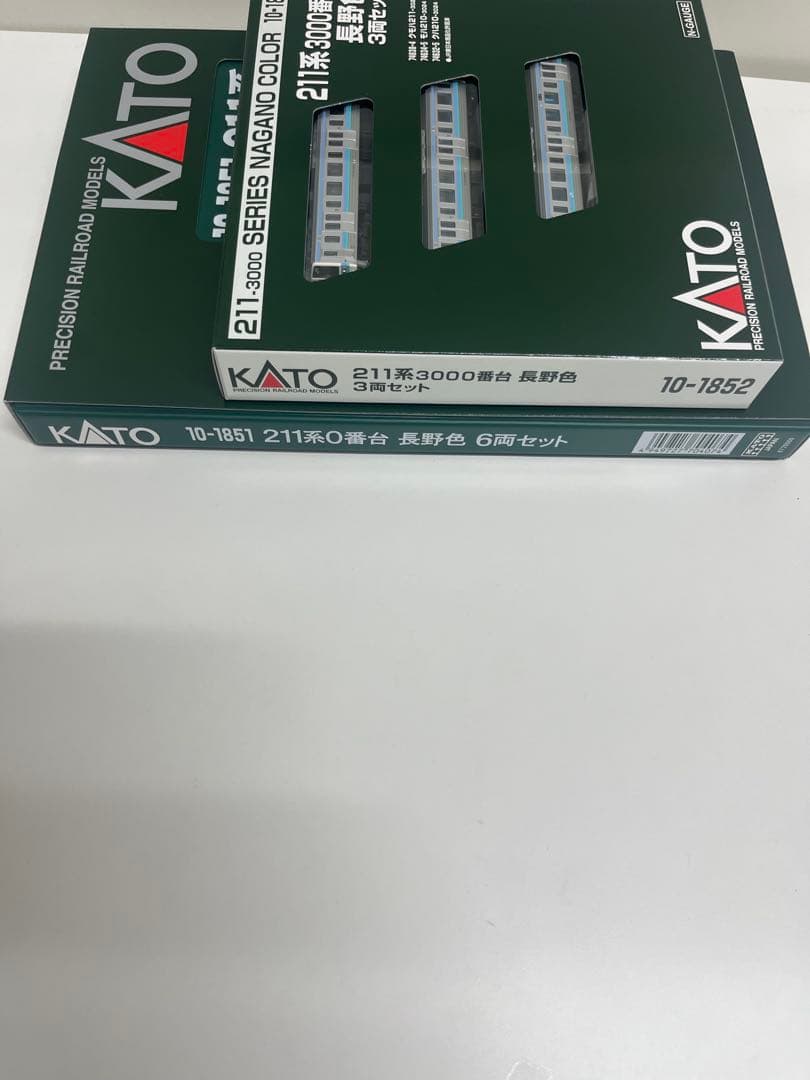 KATO
PRECISION RAILROAD MODELS
211-3000 SERIES NAGANO COLOR
211系3000番
長野色
3両セッ
N-GAUGE
KATO
PRECISION RAILROAD MODELS
KATO
PRECISION RAILROAD MODELS
211系3000番台 長野色
3両セット
10-1852
KATO
10-1851 211系0番台 長野色 6両セット